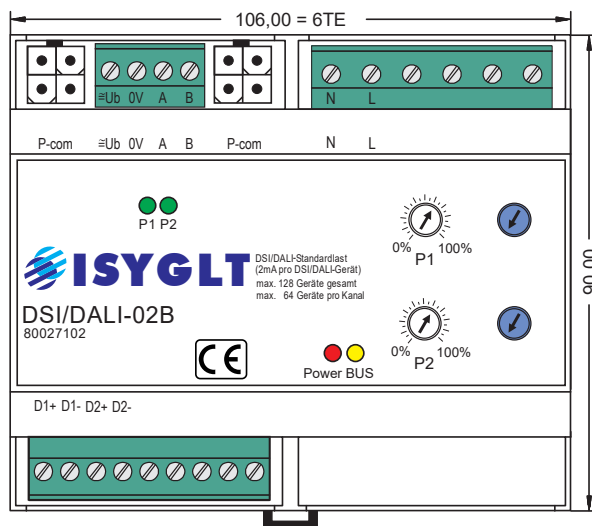 106,00 = 6TE
≅Ub 0V A B
N L
P-com ≅Ub 0V A B P-com N L
P1 P2
0% 100%
P1
ISYGLT
DSI/DALI-Standardlast
(2mA pro DSI/DALI-Gerät)
max. 128 Geräte gesamt
max. 64 Geräte pro Kanal
DSI/DALI-02B
80027102
CE
0% 100%
P2
Power BUS
90,00
D1+ D1- D2+ D2-